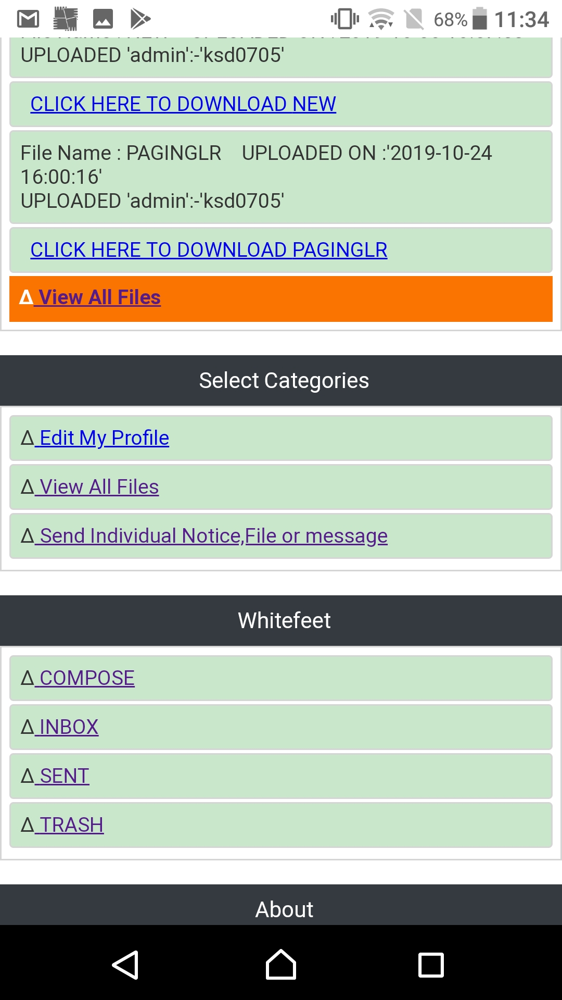 68% 11:34
UPLOADED 'admin':-'ksd0705'
CLICK HERE TO DOWNLOAD NEW
File Name : PAGINGLR UPLOADED ON :'2019-10-24
16:00:16'
UPLOADED 'admin':-'ksd0705'
CLICK HERE TO DOWNLOAD PAGINGLR
Δ View All Files
Select Categories
Δ Edit My Profile
Δ View All Files
Δ Send Individual Notice,File or message
Whitefeet
Δ COMPOSE
Δ INBOX
Δ SENT
Δ TRASH
About